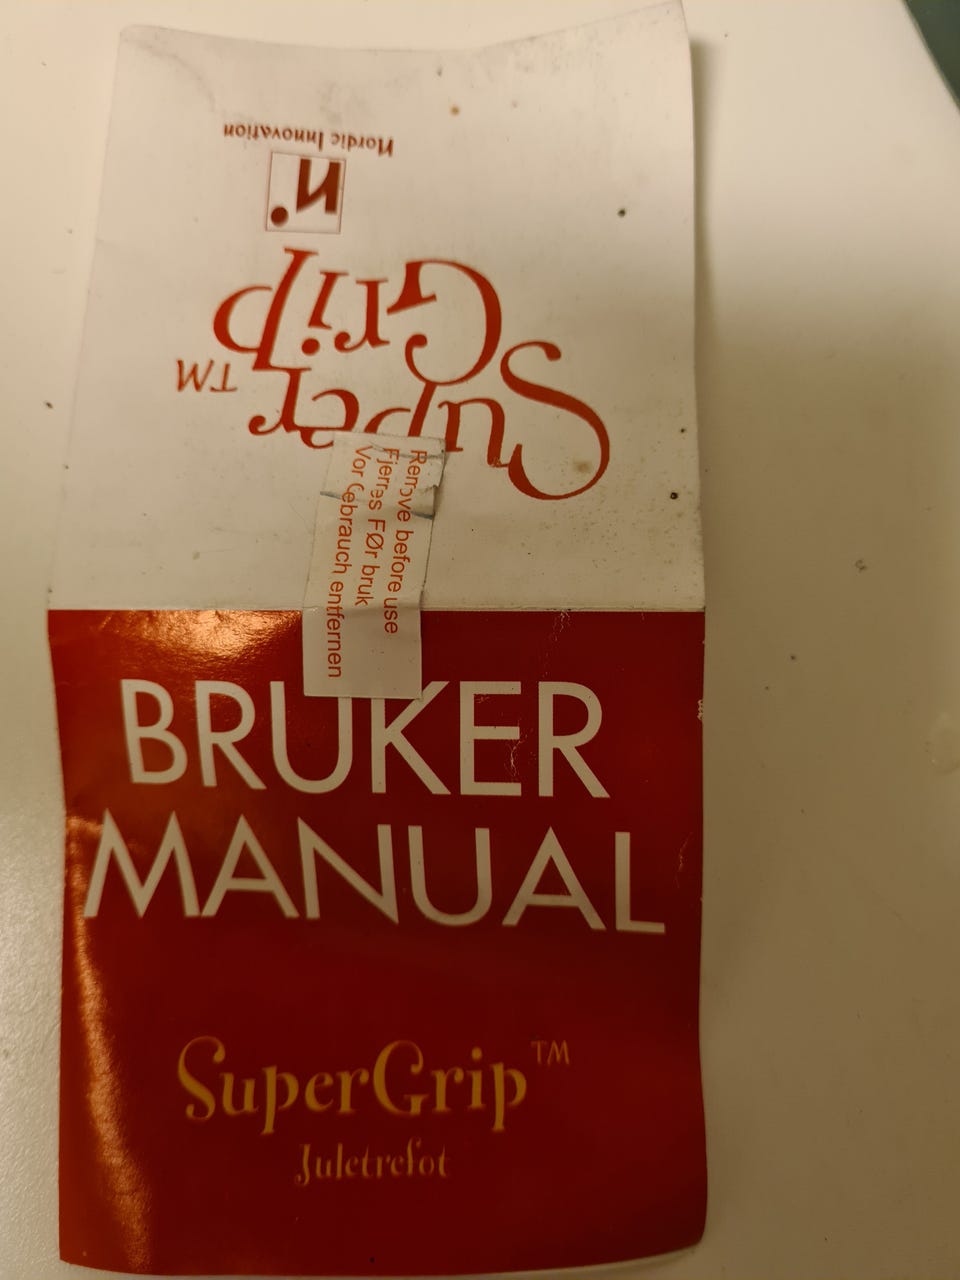 Nordic Innovation
n
Super
Grip
TM
Remove before use
Fjernes FØr bruk
Vor Gebrauch entfernen
BRUKER
MANUAL
SuperGrip™
Juletrefot